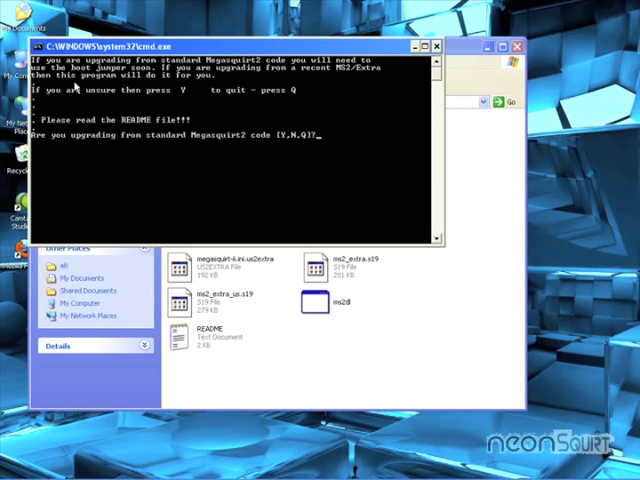 My Documents
C:\WINDOWS\system32\cmd.exe
If you are upgrading from standard Megasquirt2 code you will need to
use the boot jumper soon. If you are upgrading from a recent MS2/Extra
then this program will do it for you.
.
If you are unsure then press Y to quit - press Q
.
.
. Please read the README file!!!
.
Are you upgrading from standard Megasquirt2 code [Y,N,Q]?_
Go
Other Places
efi
My Documents
Shared Documents
My Computer
My Network Places
Details
megasquirt-ii.ini.us2extra
US2EXTRA File
192 KB
ms2_extra.s19
S19 File
281 KB
ms2_extra_us.s19
S19 File
279 KB
ms2dl
README
Text Document
2 KB
neonSquirt